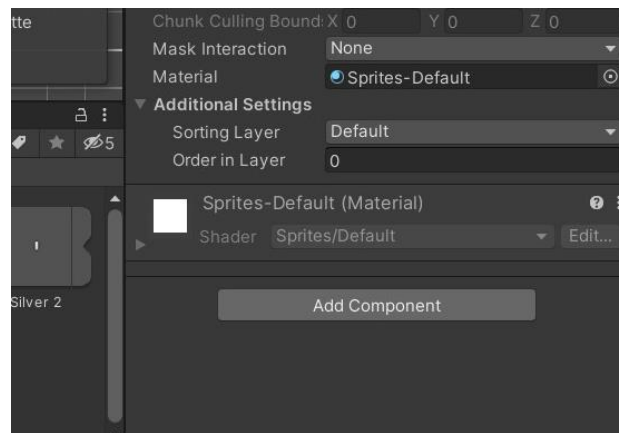 tte
Chunk Culling Bound: X 0 Y 0 Z 0
Mask Interaction None
Material Sprites-Default
Additional Settings
Sorting Layer Default
5
Order in Layer 0
Sprites-Default (Material)
Shader Sprites/Default Edit...
Silver 2
Add Component